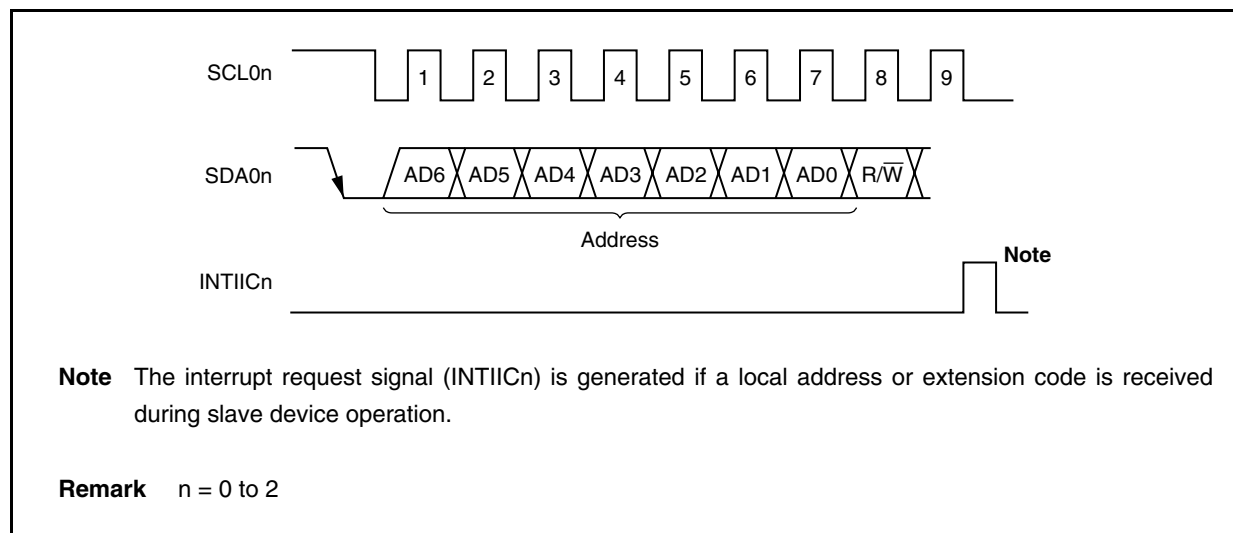 SCL0n 1 2 3 4 5 6 7 8 9
SDA0n AD6 AD5 AD4 AD3 AD2 AD1 AD0 R/W̅
Address
INTIICn Note
Note The interrupt request signal (INTIICn) is generated if a local address or extension code is received
during slave device operation.
Remark n = 0 to 2